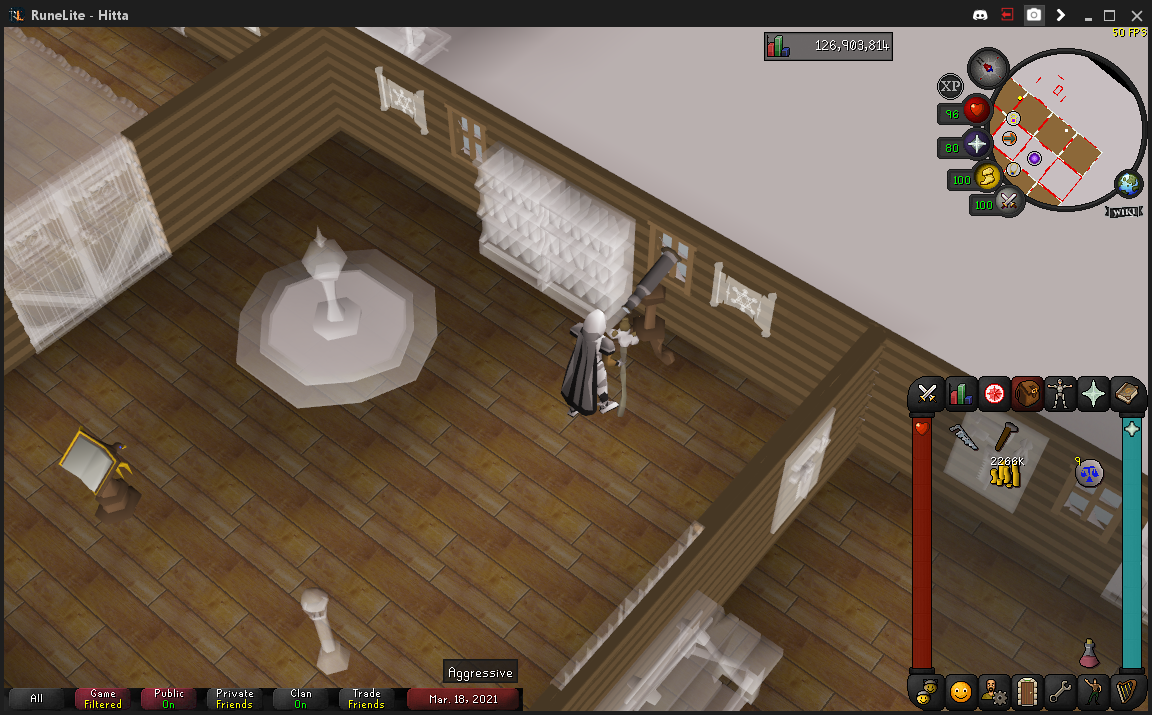 RuneLite - Hitta
50 FPS
126,903,814
XP
96
80
100
100
WIKI
2266K
9
Aggressive
All
Game
Filtered
Public
On
Private
Friends
Clan
On
Trade
Friends
Mar. 18, 2021